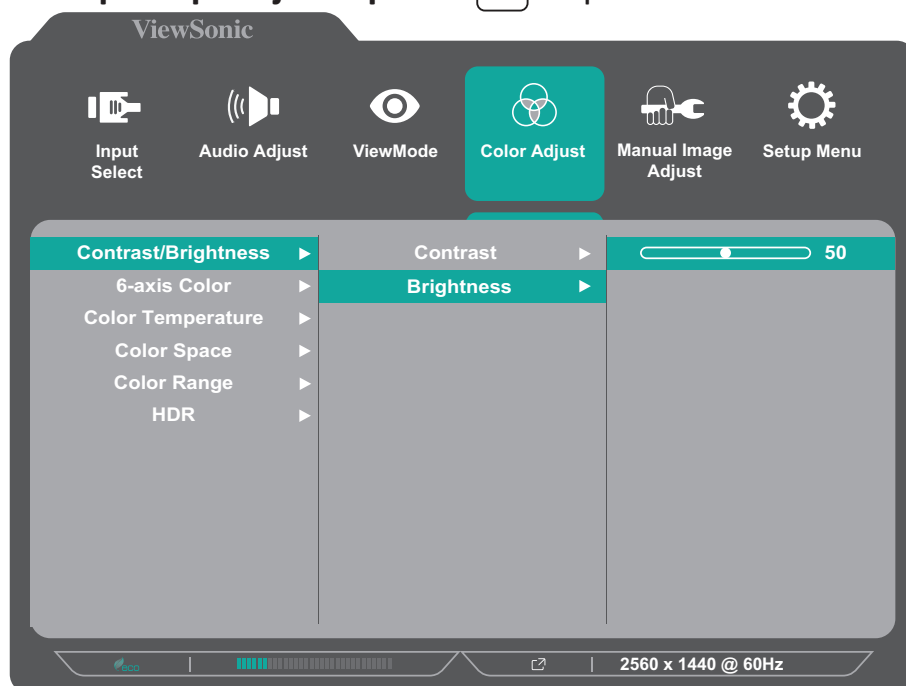 ViewSonic
Input Select
Audio Adjust
ViewMode
Color Adjust
Manual Image Adjust
Setup Menu
Contrast/Brightness
Contrast
50
6-axis Color
Brightness
Color Temperature
Color Space
Color Range
HDR
eco
2560 x 1440 @ 60Hz